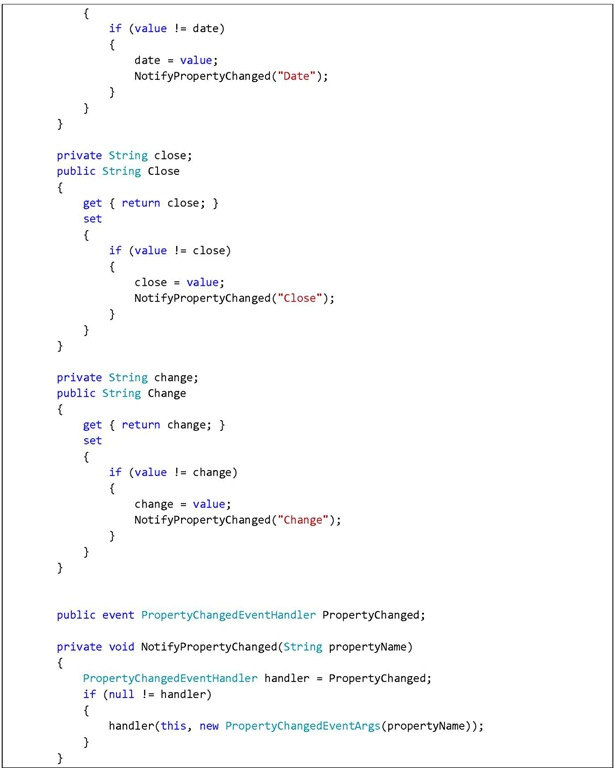 {
            if (value != date)
            {
                date = value;
                NotifyPropertyChanged("Date");
            }
        }
    }

    private String close;
    public String Close
    {
        get { return close; }
        set
        {
            if (value != close)
            {
                close = value;
                NotifyPropertyChanged("Close");
            }
        }
    }

    private String change;
    public String Change
    {
        get { return change; }
        set
        {
            if (value != change)
            {
                change = value;
                NotifyPropertyChanged("Change");
            }
        }
    }


    public event PropertyChangedEventHandler PropertyChanged;

    private void NotifyPropertyChanged(String propertyName)
    {
        PropertyChangedEventHandler handler = PropertyChanged;
        if (null != handler)
        {
            handler(this, new PropertyChangedEventArgs(propertyName));
        }
    }